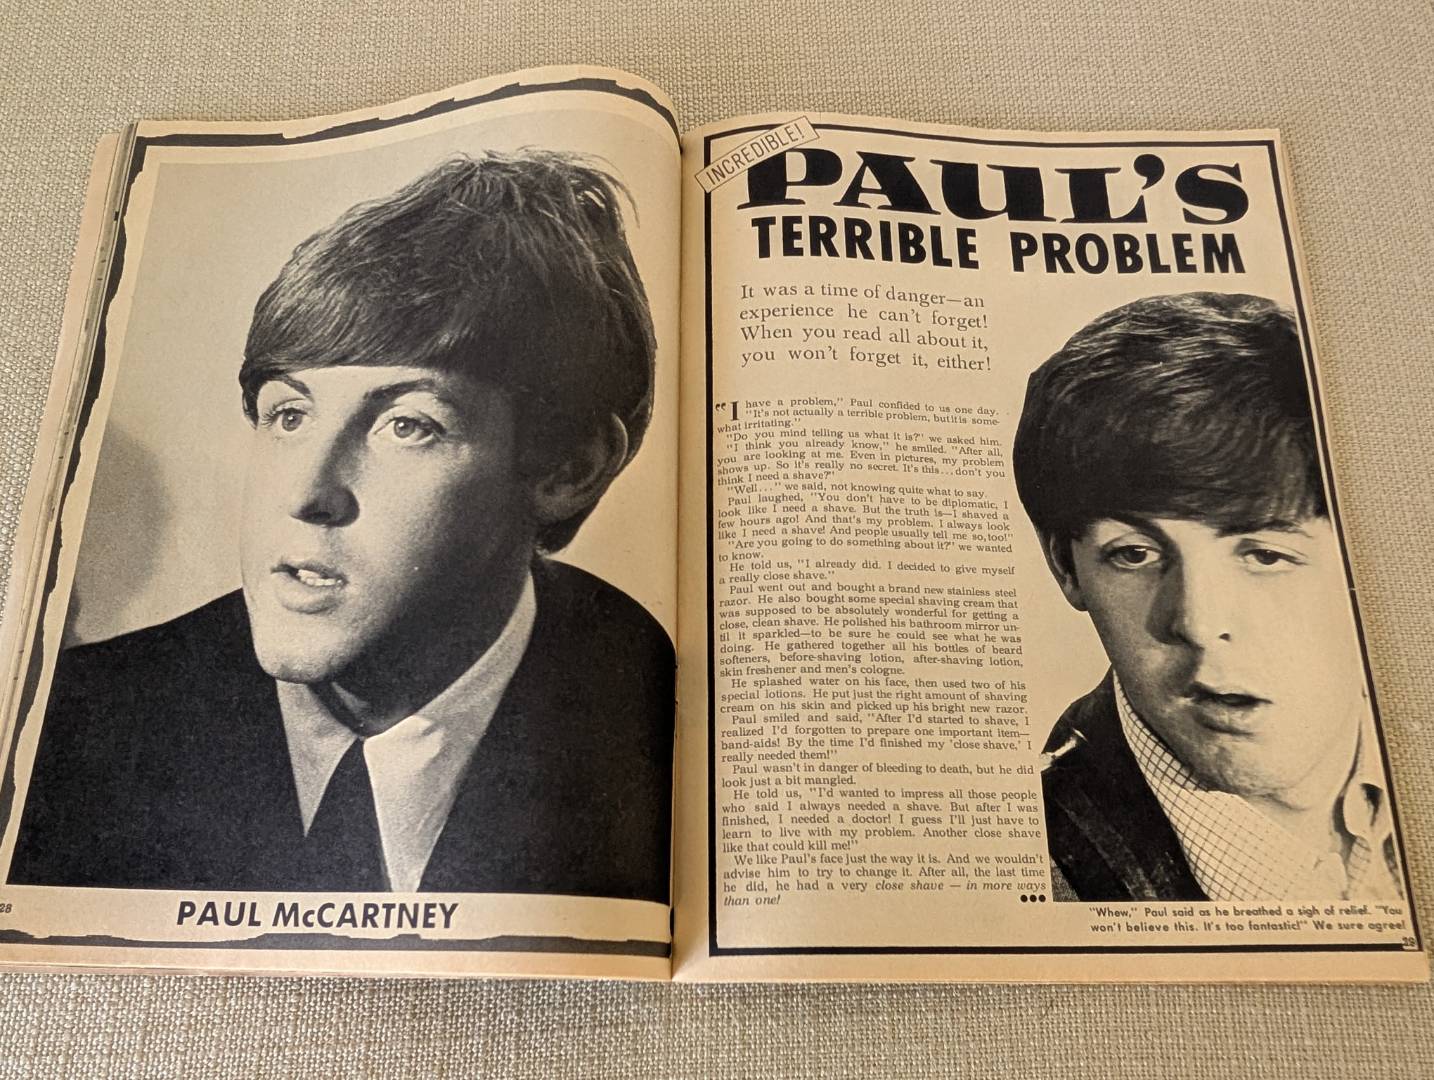 28
PAUL McCARTNEY
INCREDIBLE!
PAUL'S
TERRIBLE PROBLEM
It was a time of danger—an
experience he can't forget!
When you read all about it,
you won't forget it, either!
"I have a problem," Paul confided to us one day.
"It's not actually a terrible problem, but it is some-
what irritating."
"Do you mind telling us what it is?" we asked him.
"I think you already know," he smiled. "After all,
you are looking at me. Even in pictures, my problem
shows up. So it's really no secret. It's this...don't you
think I need a shave?"
"Well..." we said, not knowing quite what to say.
Paul laughed, "You don't have to be diplomatic, I
look like I need a shave. But the truth is—I shaved a
few hours ago! And that's my problem. I always look
like I need a shave! And people usually tell me so, too!"
"Are you going to do something about it?" we wanted
to know.
He told us, "I already did. I decided to give myself
a really close shave."
Paul went out and bought a brand new stainless steel
razor. He also bought some special shaving cream that
was supposed to be absolutely wonderful for getting a
close, clean shave. He polished his bathroom mirror un-
til it sparkled—to be sure he could see what he was
doing. He gathered together all his bottles of beard
softeners, before-shaving lotion, after-shaving lotion,
skin freshener and men's cologne.
He splashed water on his face, then used two of his
special lotions. He put just the right amount of shaving
cream on his skin and picked up his bright new razor.
Paul smiled and said, "After I'd started to shave, I
realized I'd forgotten to prepare one important item—
band-aids! By the time I'd finished my 'close shave,' I
really needed them!"
Paul wasn't in danger of bleeding to death, but he did
look just a bit mangled.
He told us, "I'd wanted to impress all those people
who said I always needed a shave. But after I was
finished, I needed a doctor! I guess I'll just have to
learn to live with my problem. Another close shave
like that could kill me!"
We like Paul's face just the way it is. And we wouldn't
advise him to try to change it. After all, the last time
he did, he had a very close shave — in more ways
than one!
"Whew," Paul said as he breathed a sigh of relief. "You
won't believe this. It's too fantastic!" We sure agree!
29